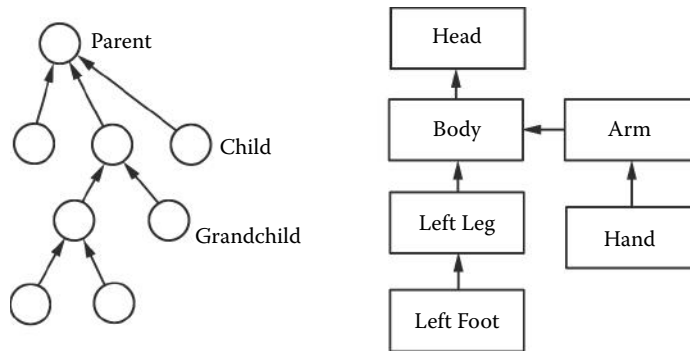 Parent
Child
Grandchild
Head
Body
Arm
Left Leg
Hand
Left Foot